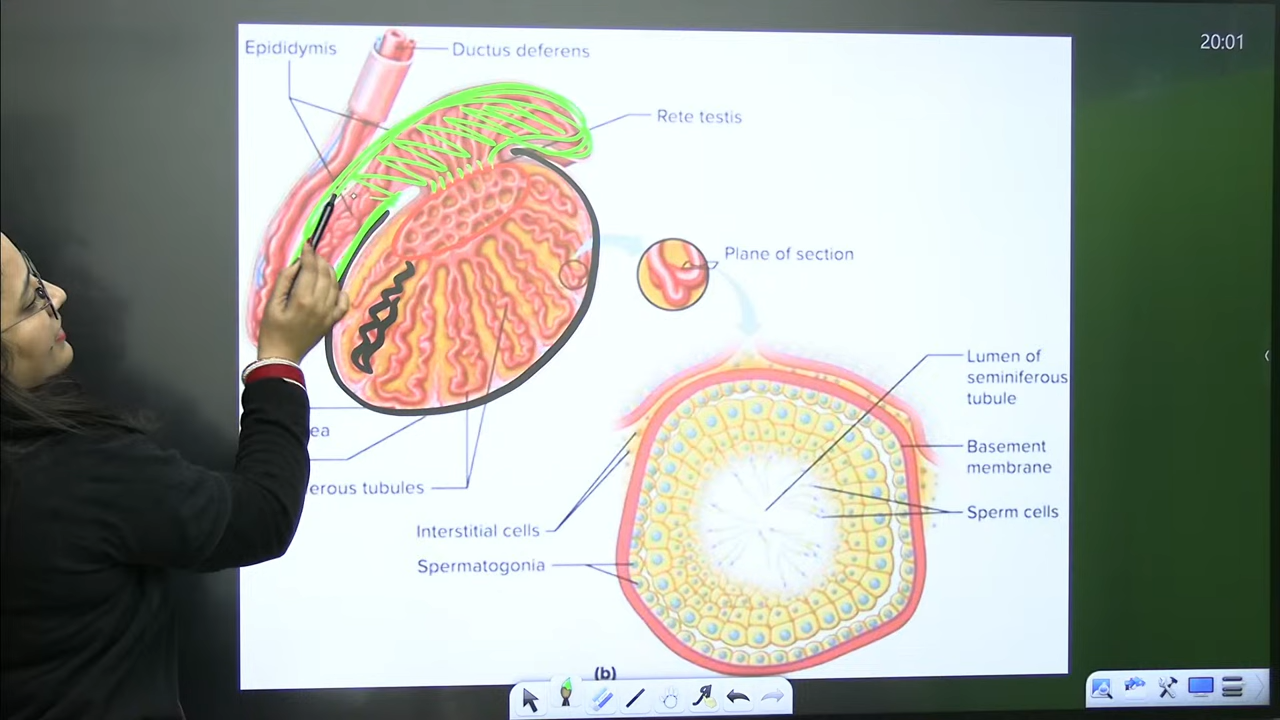 20:01
Epididymis
Ductus deferens
Rete testis
Plane of section
Lumen of
seminiferous
tubule
ea
Basement
membrane
erous tubules
Sperm cells
Interstitial cells
Spermatogonia
(b)